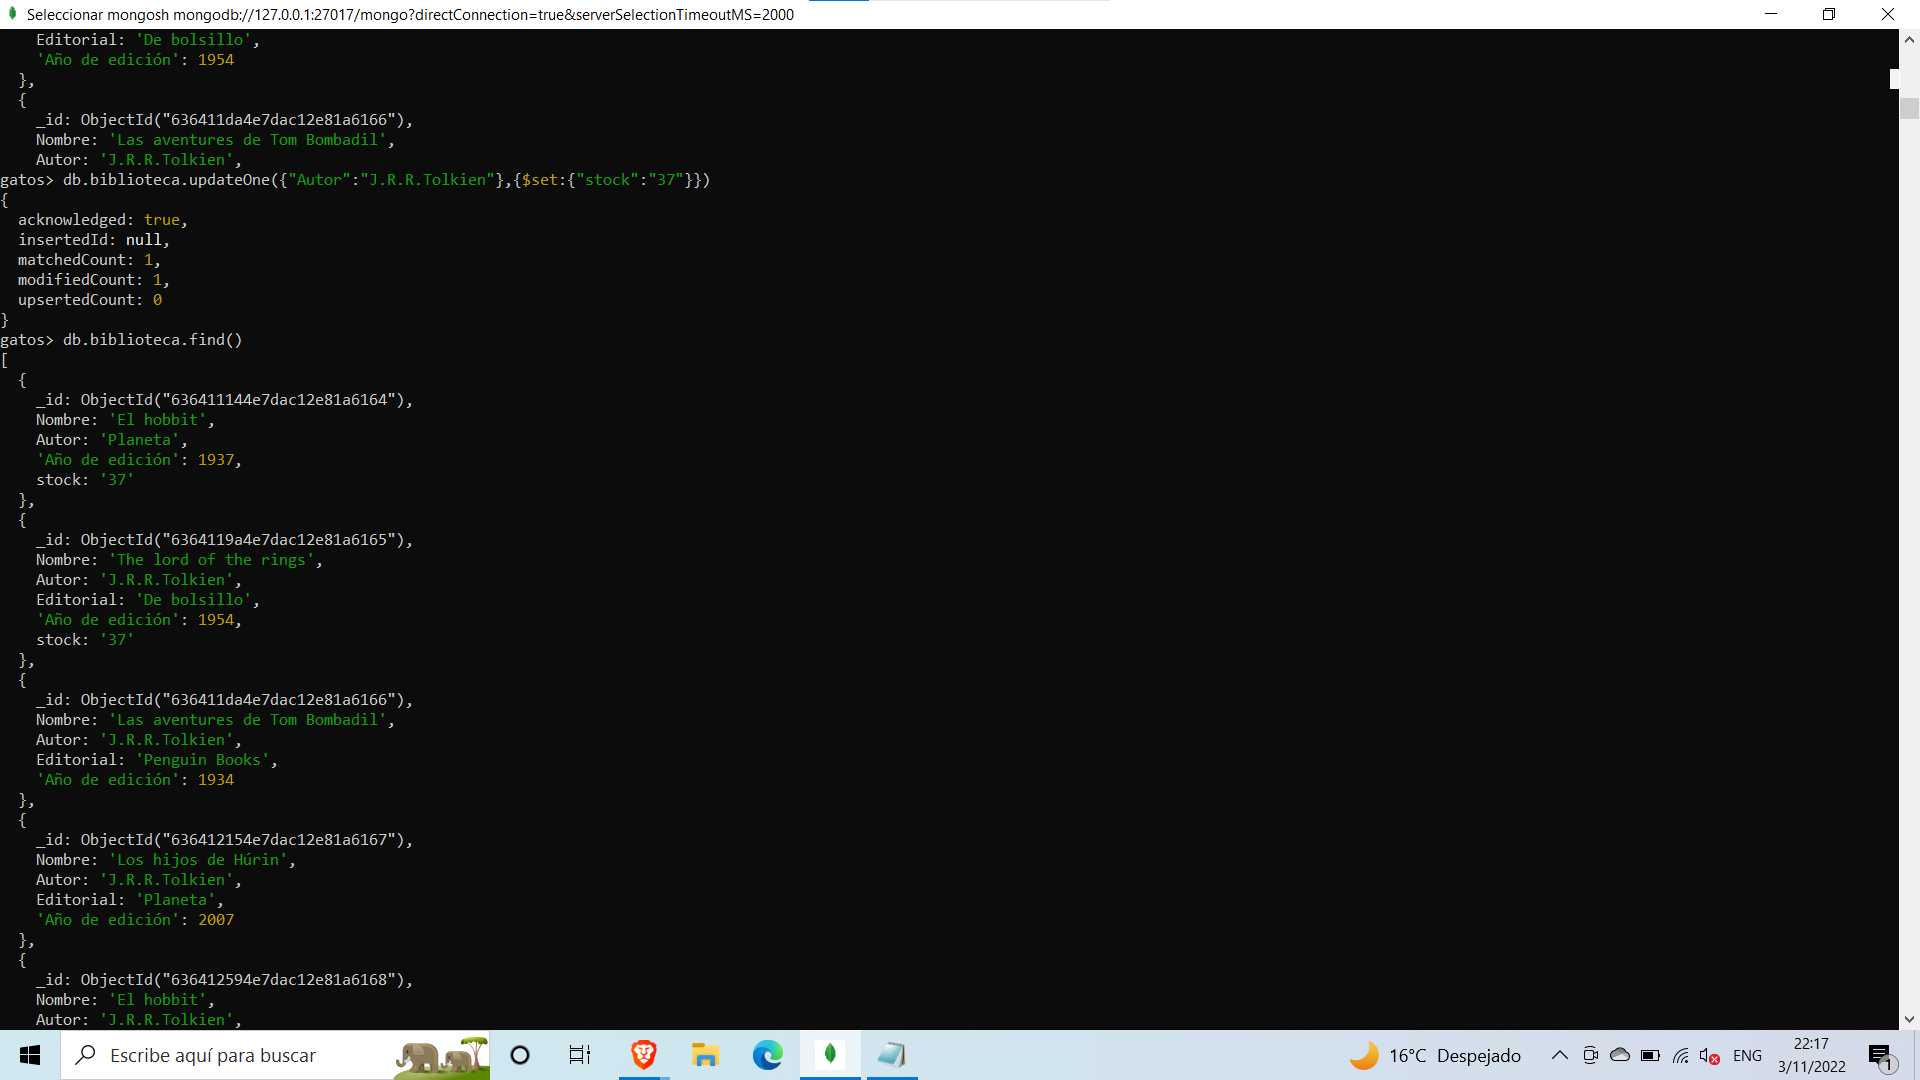 Seleccionar mongosh mongodb://127.0.0.1:27017/mongo?directConnection=true&serverSelectionTimeoutMS=2000
    Editorial: 'De bolsillo',
    'Año de edición': 1954
  },
  {
    _id: ObjectId("636411da4e7dac12e81a6166"),
    Nombre: 'Las aventures de Tom Bombadil',
    Autor: 'J.R.R.Tolkien',
gatos> db.biblioteca.updateOne({"Autor":"J.R.R.Tolkien"},{$set:{"stock":"37"}})
{
  acknowledged: true,
  insertedId: null,
  matchedCount: 1,
  modifiedCount: 1,
  upsertedCount: 0
}
gatos> db.biblioteca.find()
[
  {
    _id: ObjectId("636411144e7dac12e81a6164"),
    Nombre: 'El hobbit',
    Autor: 'Planeta',
    'Año de edición': 1937,
    stock: '37'
  },
  {
    _id: ObjectId("6364119a4e7dac12e81a6165"),
    Nombre: 'The lord of the rings',
    Autor: 'J.R.R.Tolkien',
    Editorial: 'De bolsillo',
    'Año de edición': 1954,
    stock: '37'
  },
  {
    _id: ObjectId("636411da4e7dac12e81a6166"),
    Nombre: 'Las aventures de Tom Bombadil',
    Autor: 'J.R.R.Tolkien',
    Editorial: 'Penguin Books',
    'Año de edición': 1934
  },
  {
    _id: ObjectId("636412154e7dac12e81a6167"),
    Nombre: 'Los hijos de Húrin',
    Autor: 'J.R.R.Tolkien',
    Editorial: 'Planeta',
    'Año de edición': 2007
  },
  {
    _id: ObjectId("636412594e7dac12e81a6168"),
    Nombre: 'El hobbit',
    Autor: 'J.R.R.Tolkien',
Escribe aquí para buscar
16°C Despejado
ENG
22:17
3/11/2022
1